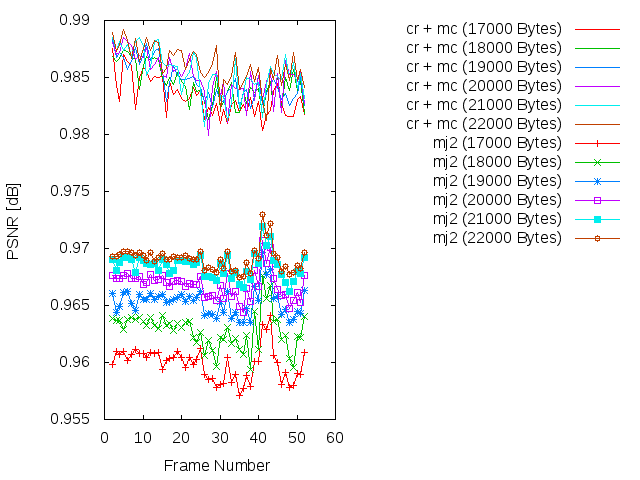 0.99
0.985
0.98
0.975
0.97
0.965
0.96
0.955
PSNR [dB]
0 10 20 30 40 50 60
Frame Number
cr + mc (17000 Bytes)
cr + mc (18000 Bytes)
cr + mc (19000 Bytes)
cr + mc (20000 Bytes)
cr + mc (21000 Bytes)
cr + mc (22000 Bytes)
mj2 (17000 Bytes)
mj2 (18000 Bytes)
mj2 (19000 Bytes)
mj2 (20000 Bytes)
mj2 (21000 Bytes)
mj2 (22000 Bytes)